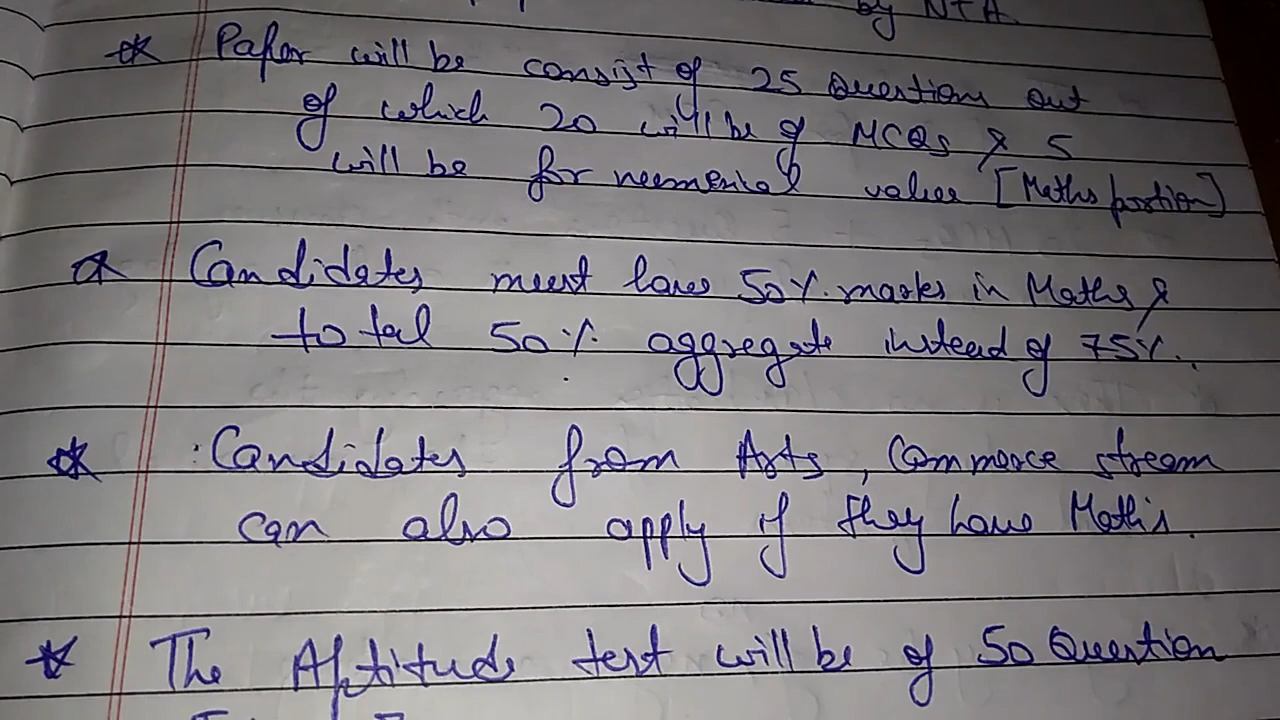 by NTA
* Paper will be consist of 25 Questions out
of which 20 will be of MCQs & 5
will be for neumerical values [Maths portion]
* Candidates must have 50%. marks in Maths &
total 50%. aggregate instead of 75%.
* Candidates from Arts, Commerce stream
can also apply if they have Maths.
* The Aptitude test will be of 50 Question